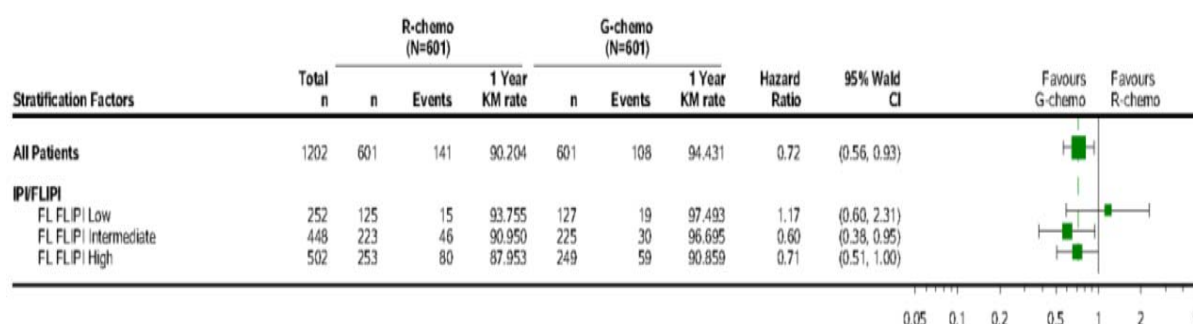 R-chemo G-chemo
(N=601) (N=601)
Total 1 Year 1 Year Hazard 95% Wald Favours Favours
Stratification Factors n n Events KM rate n Events KM rate Ratio CI G-chemo R-chemo
All Patients 1202 601 141 90.204 601 108 94.431 0.72 (0.56, 0.93)
IPI/FLIPI
FL FLIPI Low 252 125 15 93.755 127 19 97.493 1.17 (0.60, 2.31)
FL FLIPI Intermediate 448 223 46 90.950 225 30 96.695 0.60 (0.38, 0.95)
FL FLIPI High 502 253 80 87.953 249 59 90.859 0.71 (0.51, 1.00)
0.05 0.1 0.2 0.5 1 2